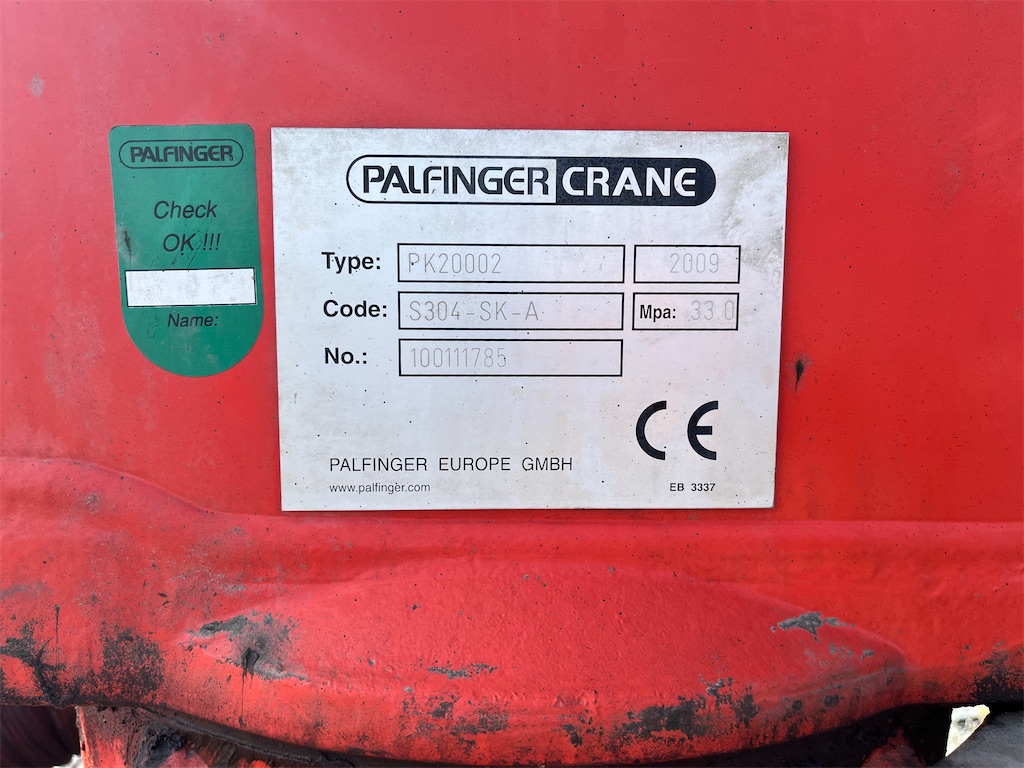 PALFINGER
Check
OK !!!
Name:
PALFINGER CRANE
Type: PK20002 2009
Code: S304-SK-A Mpa: 33.0
No.: 100111785
CE
PALFINGER EUROPE GMBH
www.palfinger.com
EB 3337